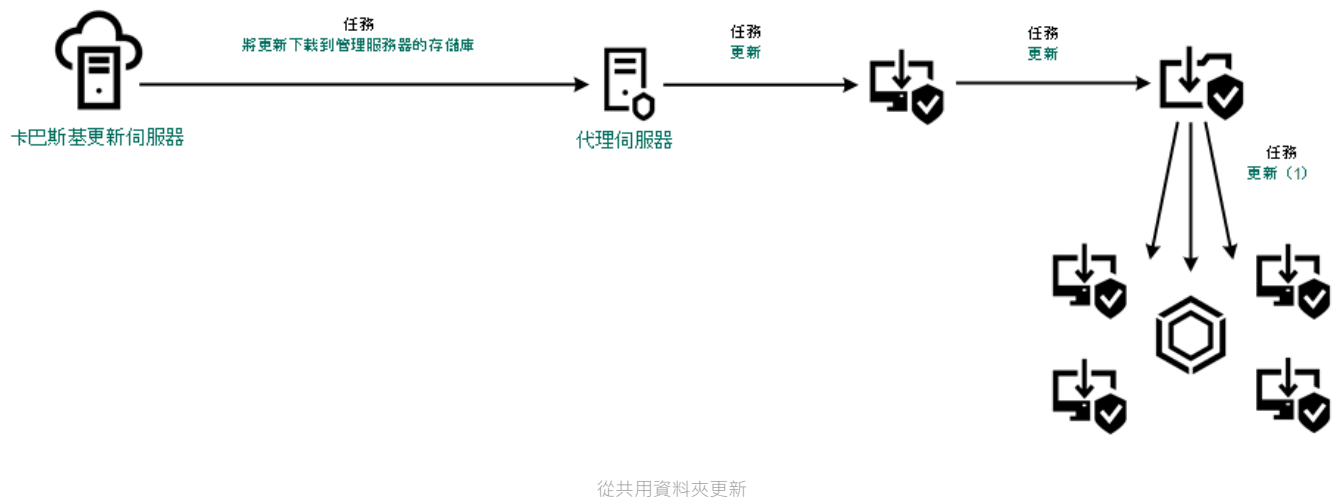 任務
將更新下載到管理服務器的存儲庫
任務
更新
任務
更新
卡巴斯基更新伺服器
代理伺服器
任務
更新（1）
從共用資料夾更新